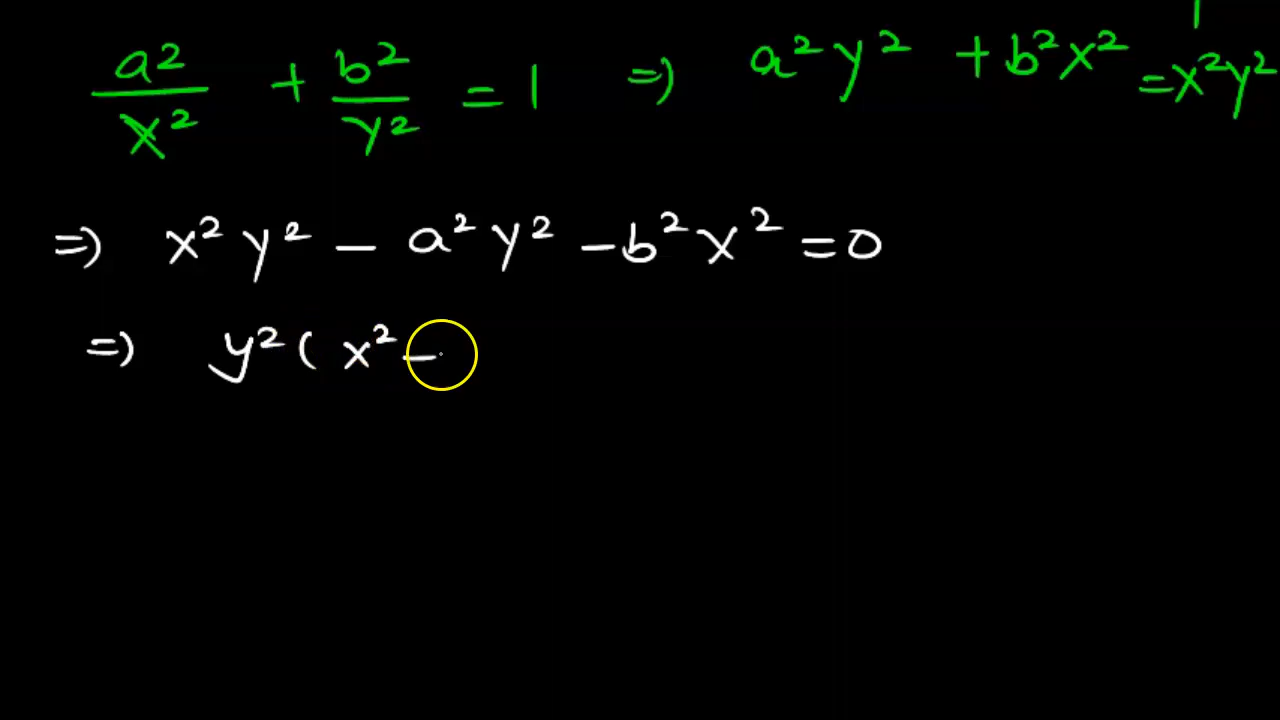 a²/x² + b²/y² = 1 => a²y² + b²x² = x²y²
=> x²y² - a²y² - b²x² = 0
=> y²( x² -